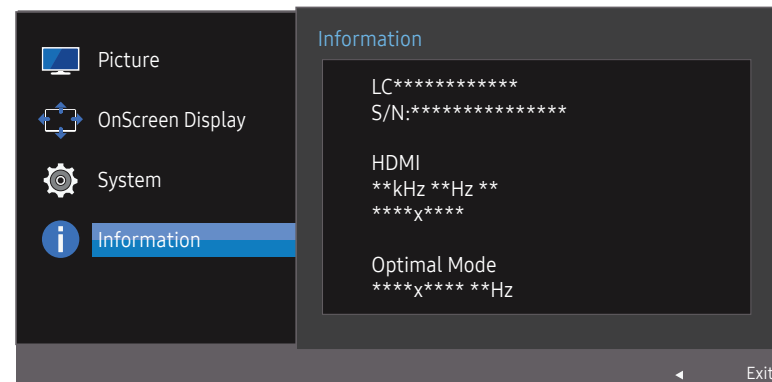 Picture
OnScreen Display
System
Information
Information
LC************
S/N:***************
HDMI
**kHz **Hz **
****x****
Optimal Mode
****x**** **Hz
Exit